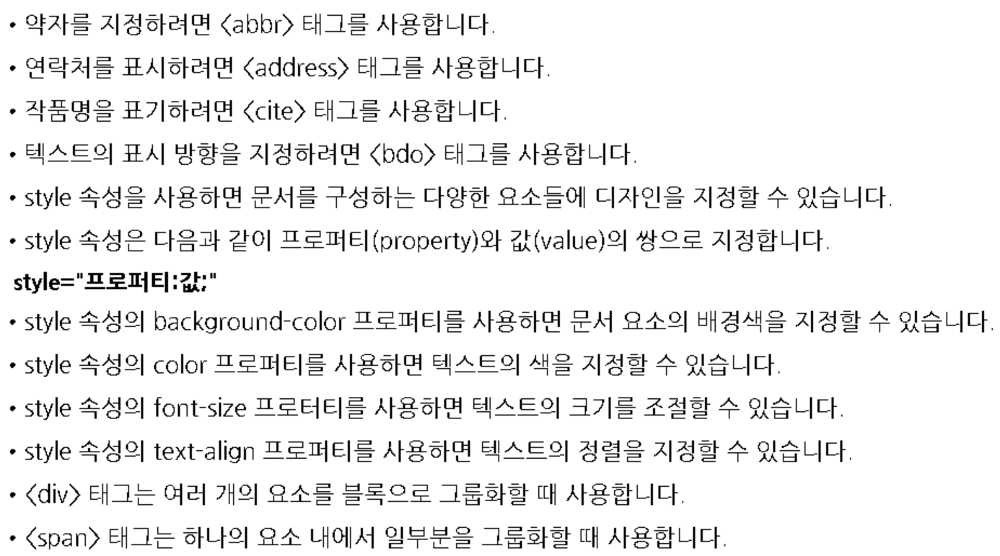 • 약자를 지정하려면 〈abbr〉 태그를 사용합니다.
• 연락처를 표시하려면 〈address〉 태그를 사용합니다.
• 작품명을 표기하려면 〈cite〉 태그를 사용합니다.
• 텍스트의 표시 방향을 지정하려면 〈bdo〉 태그를 사용합니다.
• style 속성을 사용하면 문서를 구성하는 다양한 요소들에 디자인을 지정할 수 있습니다.
• style 속성은 다음과 같이 프로퍼티(property)와 값(value)의 쌍으로 지정합니다.
style="프로퍼티:값;"
• style 속성의 background-color 프로퍼티를 사용하면 문서 요소의 배경색을 지정할 수 있습니다.
• style 속성의 color 프로퍼티를 사용하면 텍스트의 색을 지정할 수 있습니다.
• style 속성의 font-size 프로터티를 사용하면 텍스트의 크기를 조절할 수 있습니다.
• style 속성의 text-align 프로퍼티를 사용하면 텍스트의 정렬을 지정할 수 있습니다.
• 〈div〉 태그는 여러 개의 요소를 블록으로 그룹화할 때 사용합니다.
• 〈span〉 태그는 하나의 요소 내에서 일부분을 그룹화할 때 사용합니다.